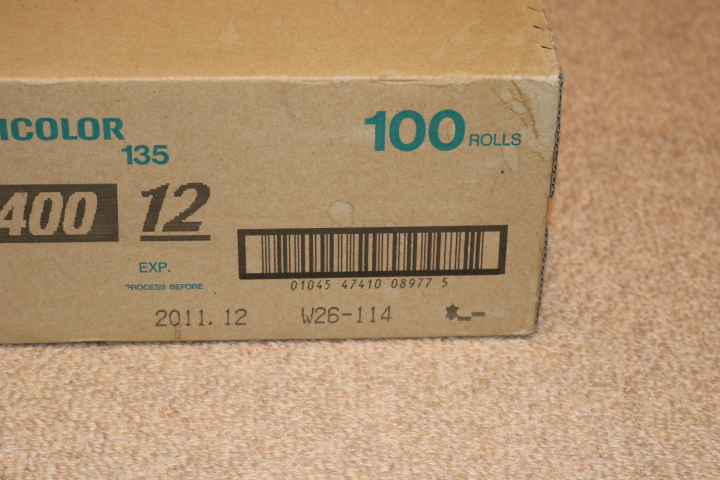 ICOLOR
135
100 ROLLS
400 12
EXP.
PROCESS BEFORE
01045 47410 08977 5
2011.12 W26-114